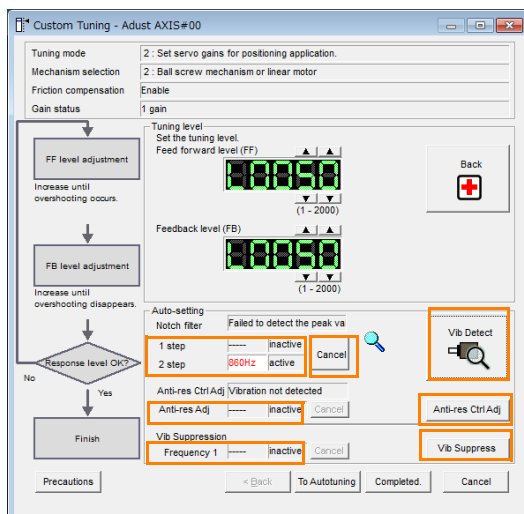 Custom Tuning - Adust AXIS#00
Tuning mode 2 : Set servo gains for positioning application.
Mechanism selection 2 : Ball screw mechanism or linear motor
Friction compensation Enable
Gain status 1 gain
FF level adjustment
Increase until
overshooting occurs.
FB level adjustment
Increase until
overshooting disappears.
Response level OK?
No
Yes
Finish
Tuning level
Set the tuning level.
Feed forward level (FF)
L0050
(1 - 2000)
Feedback level (FB)
L0050
(1 - 2000)
Back
Auto-setting
Notch filter Failed to detect the peak va
1 step ----- inactive
2 step 860Hz active
Cancel
Vib Detect
Anti-res Ctrl Adj Vibration not detected
Anti-res Adj ----- inactive Cancel
Anti-res Ctrl Adj
Vib Suppression
Frequency 1 ----- inactive Cancel
Vib Suppress
Precautions < Back To Autotuning Completed. Cancel